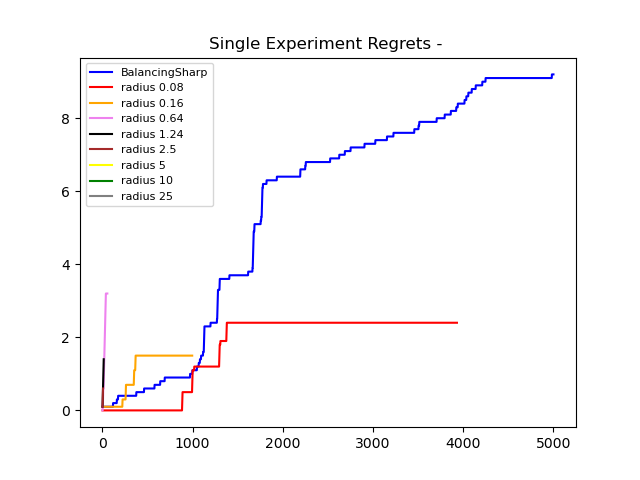 Single Experiment Regrets -
BalancingSharp
radius 0.08
radius 0.16
radius 0.64
radius 1.24
radius 2.5
radius 5
radius 10
radius 25
8
6
4
2
0
0 1000 2000 3000 4000 5000